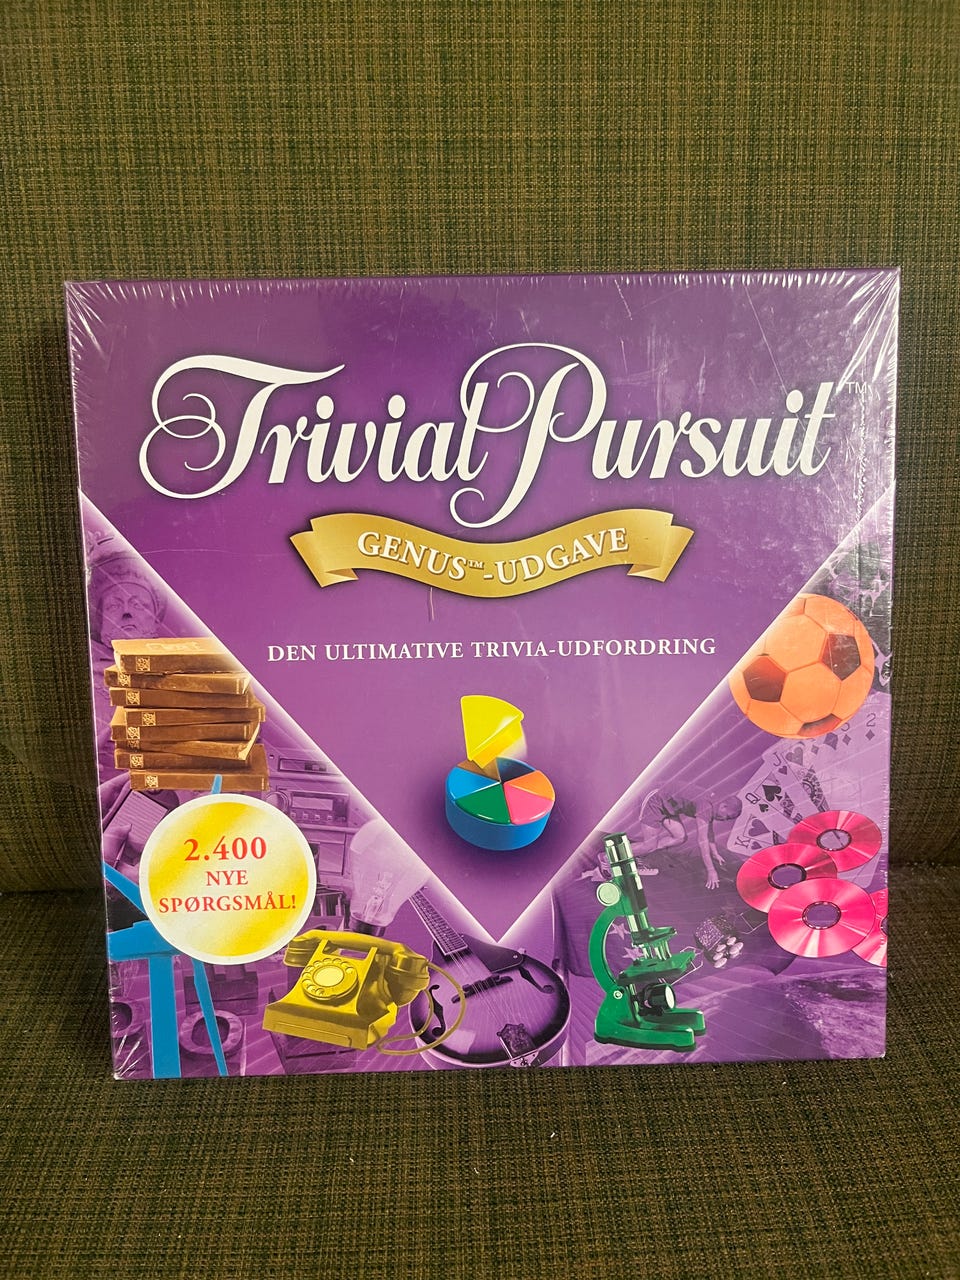 Trivial Pursuit™
GENUS™-UDGAVE
DEN ULTIMATIVE TRIVIA-UDFORDRING
2.400
NYE
SPØRGSMÅL!